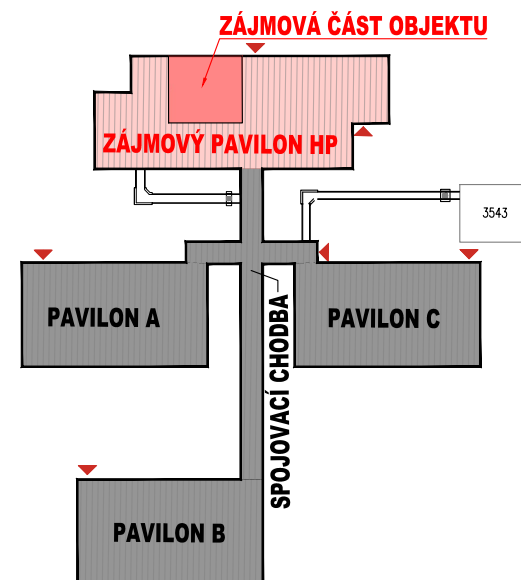 ZÁJMOVÁ ČÁST OBJEKTU
ZÁJMOVÝ PAVILON HP
3543
PAVILON A
SPOJOVACÍ CHODBA
PAVILON C
PAVILON B